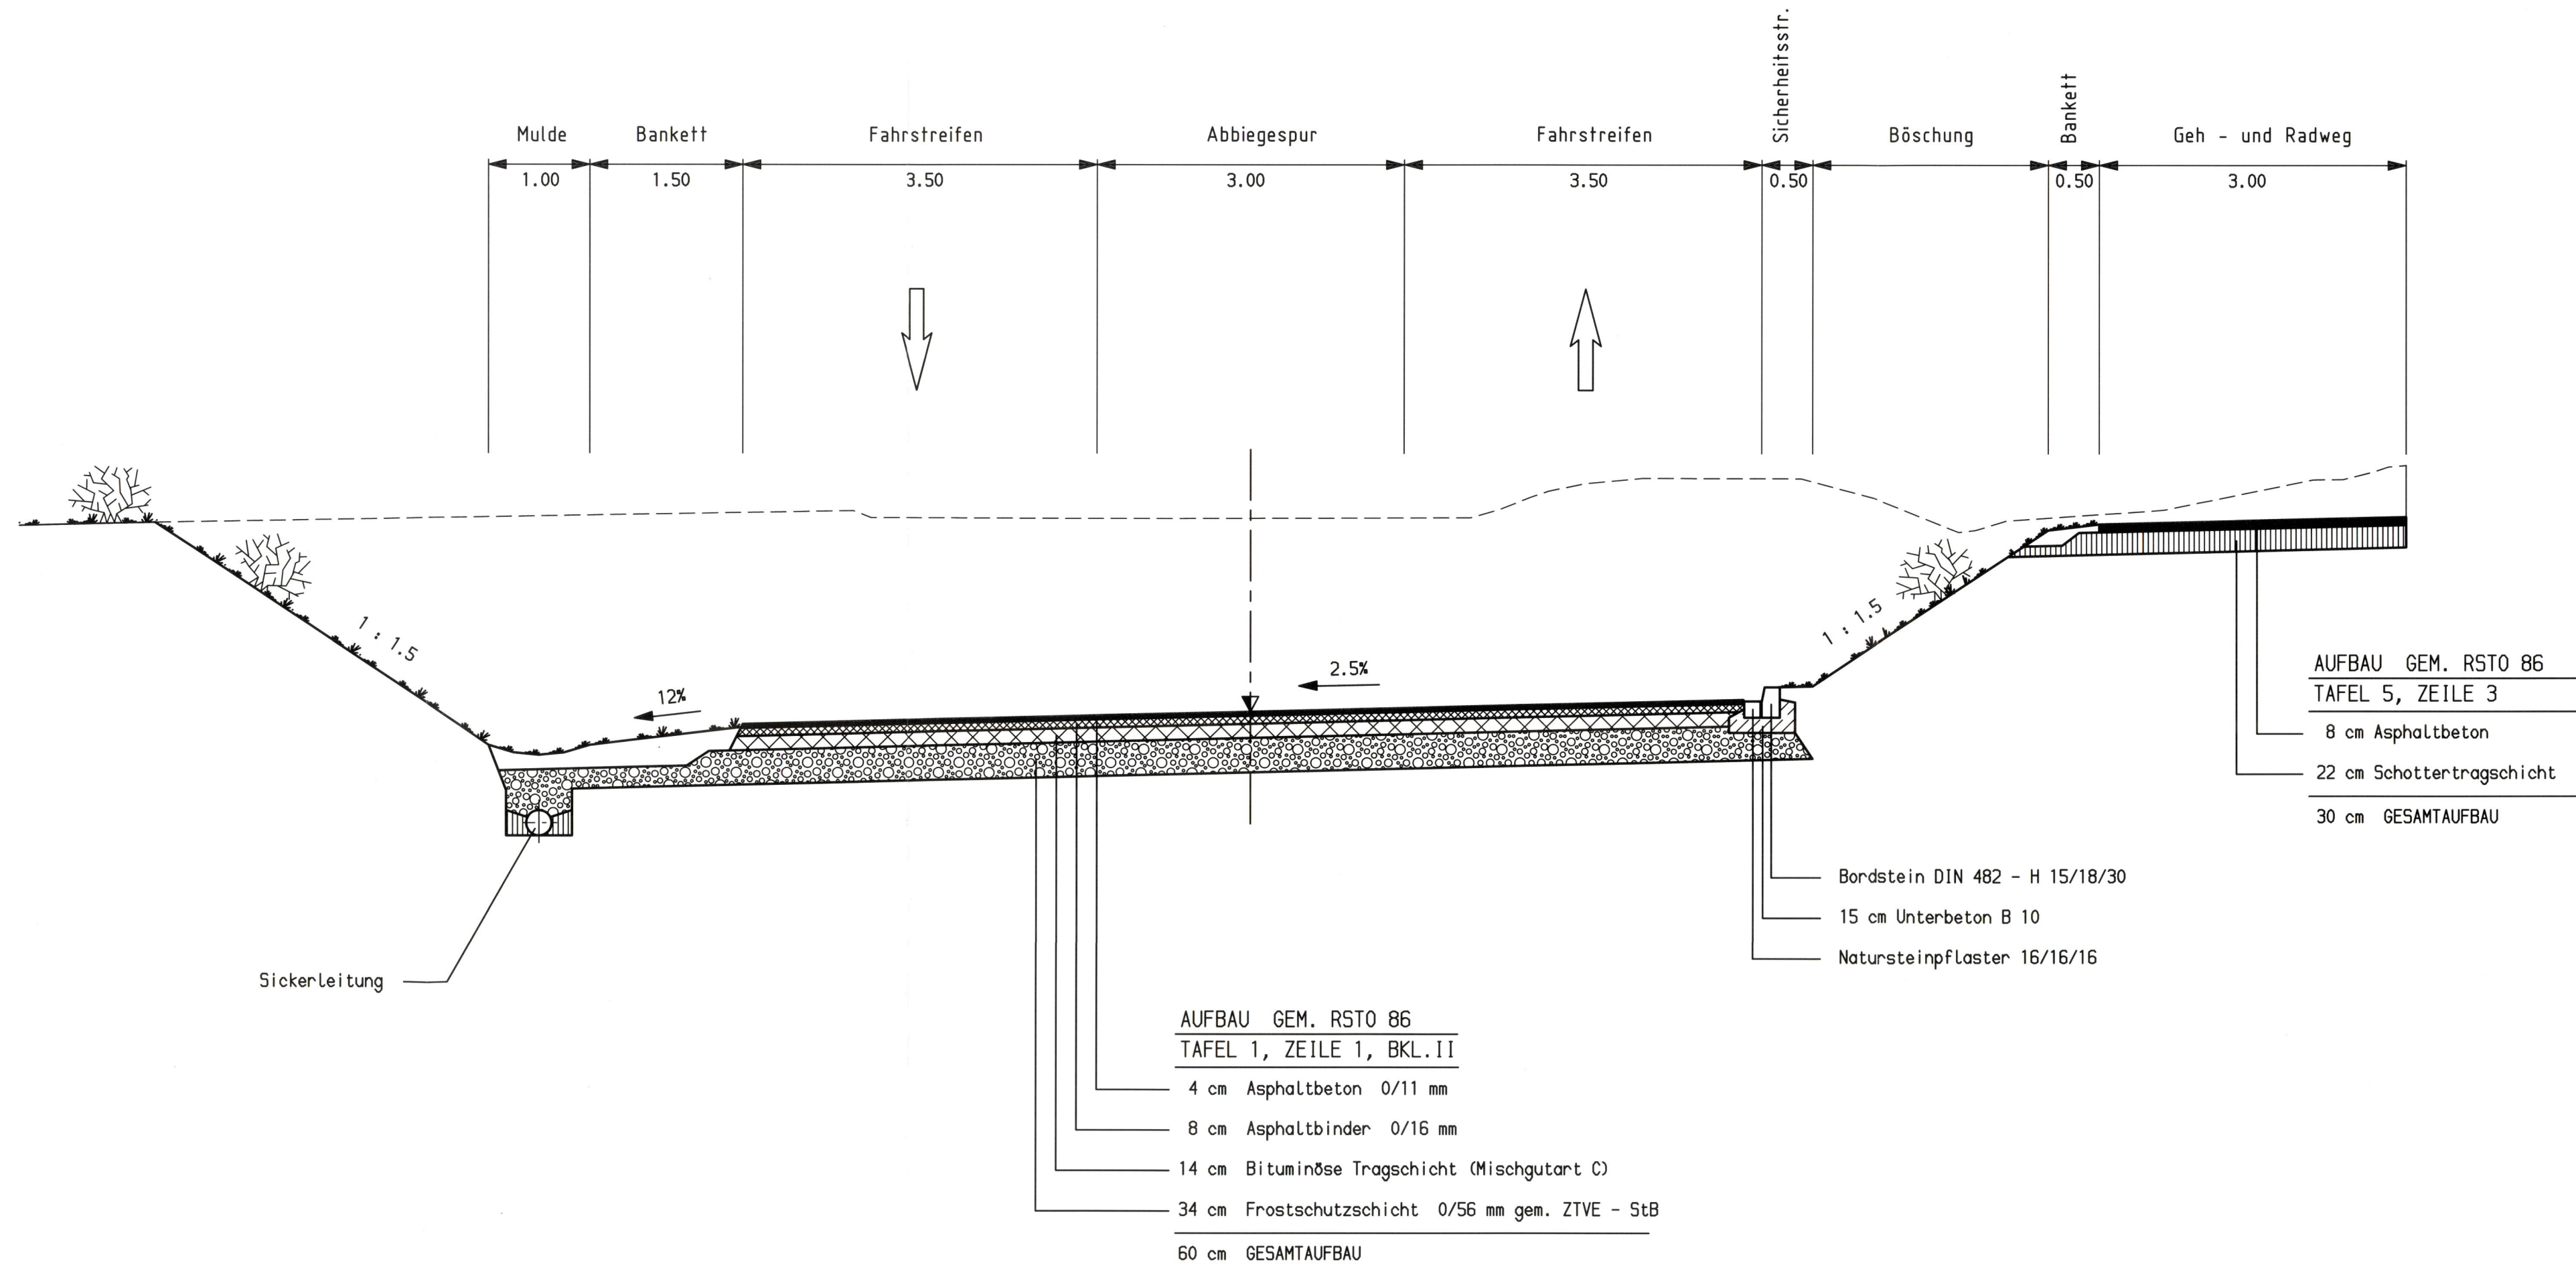 Sicherheitsstr.
Bankett
Mulde
Bankett
Fahrstreifen
Abbiegespur
Fahrstreifen
Böschung
Geh - und Radweg
1.00
1.50
3.50
3.00
3.50
0.50
0.50
3.00
1 : 1.5
12%
2.5%
1 : 1.5
AUFBAU GEM. RSTO 86
TAFEL 5, ZEILE 3
8 cm Asphaltbeton
22 cm Schottertragschicht
30 cm GESAMTAUFBAU
Bordstein DIN 482 - H 15/18/30
15 cm Unterbeton B 10
Natursteinpflaster 16/16/16
Sickerleitung
AUFBAU GEM. RSTO 86
TAFEL 1, ZEILE 1, BKL.II
4 cm Asphaltbeton 0/11 mm
8 cm Asphaltbinder 0/16 mm
14 cm Bituminöse Tragschicht (Mischgutart C)
34 cm Frostschutzschicht 0/56 mm gem. ZTVE - StB
60 cm GESAMTAUFBAU